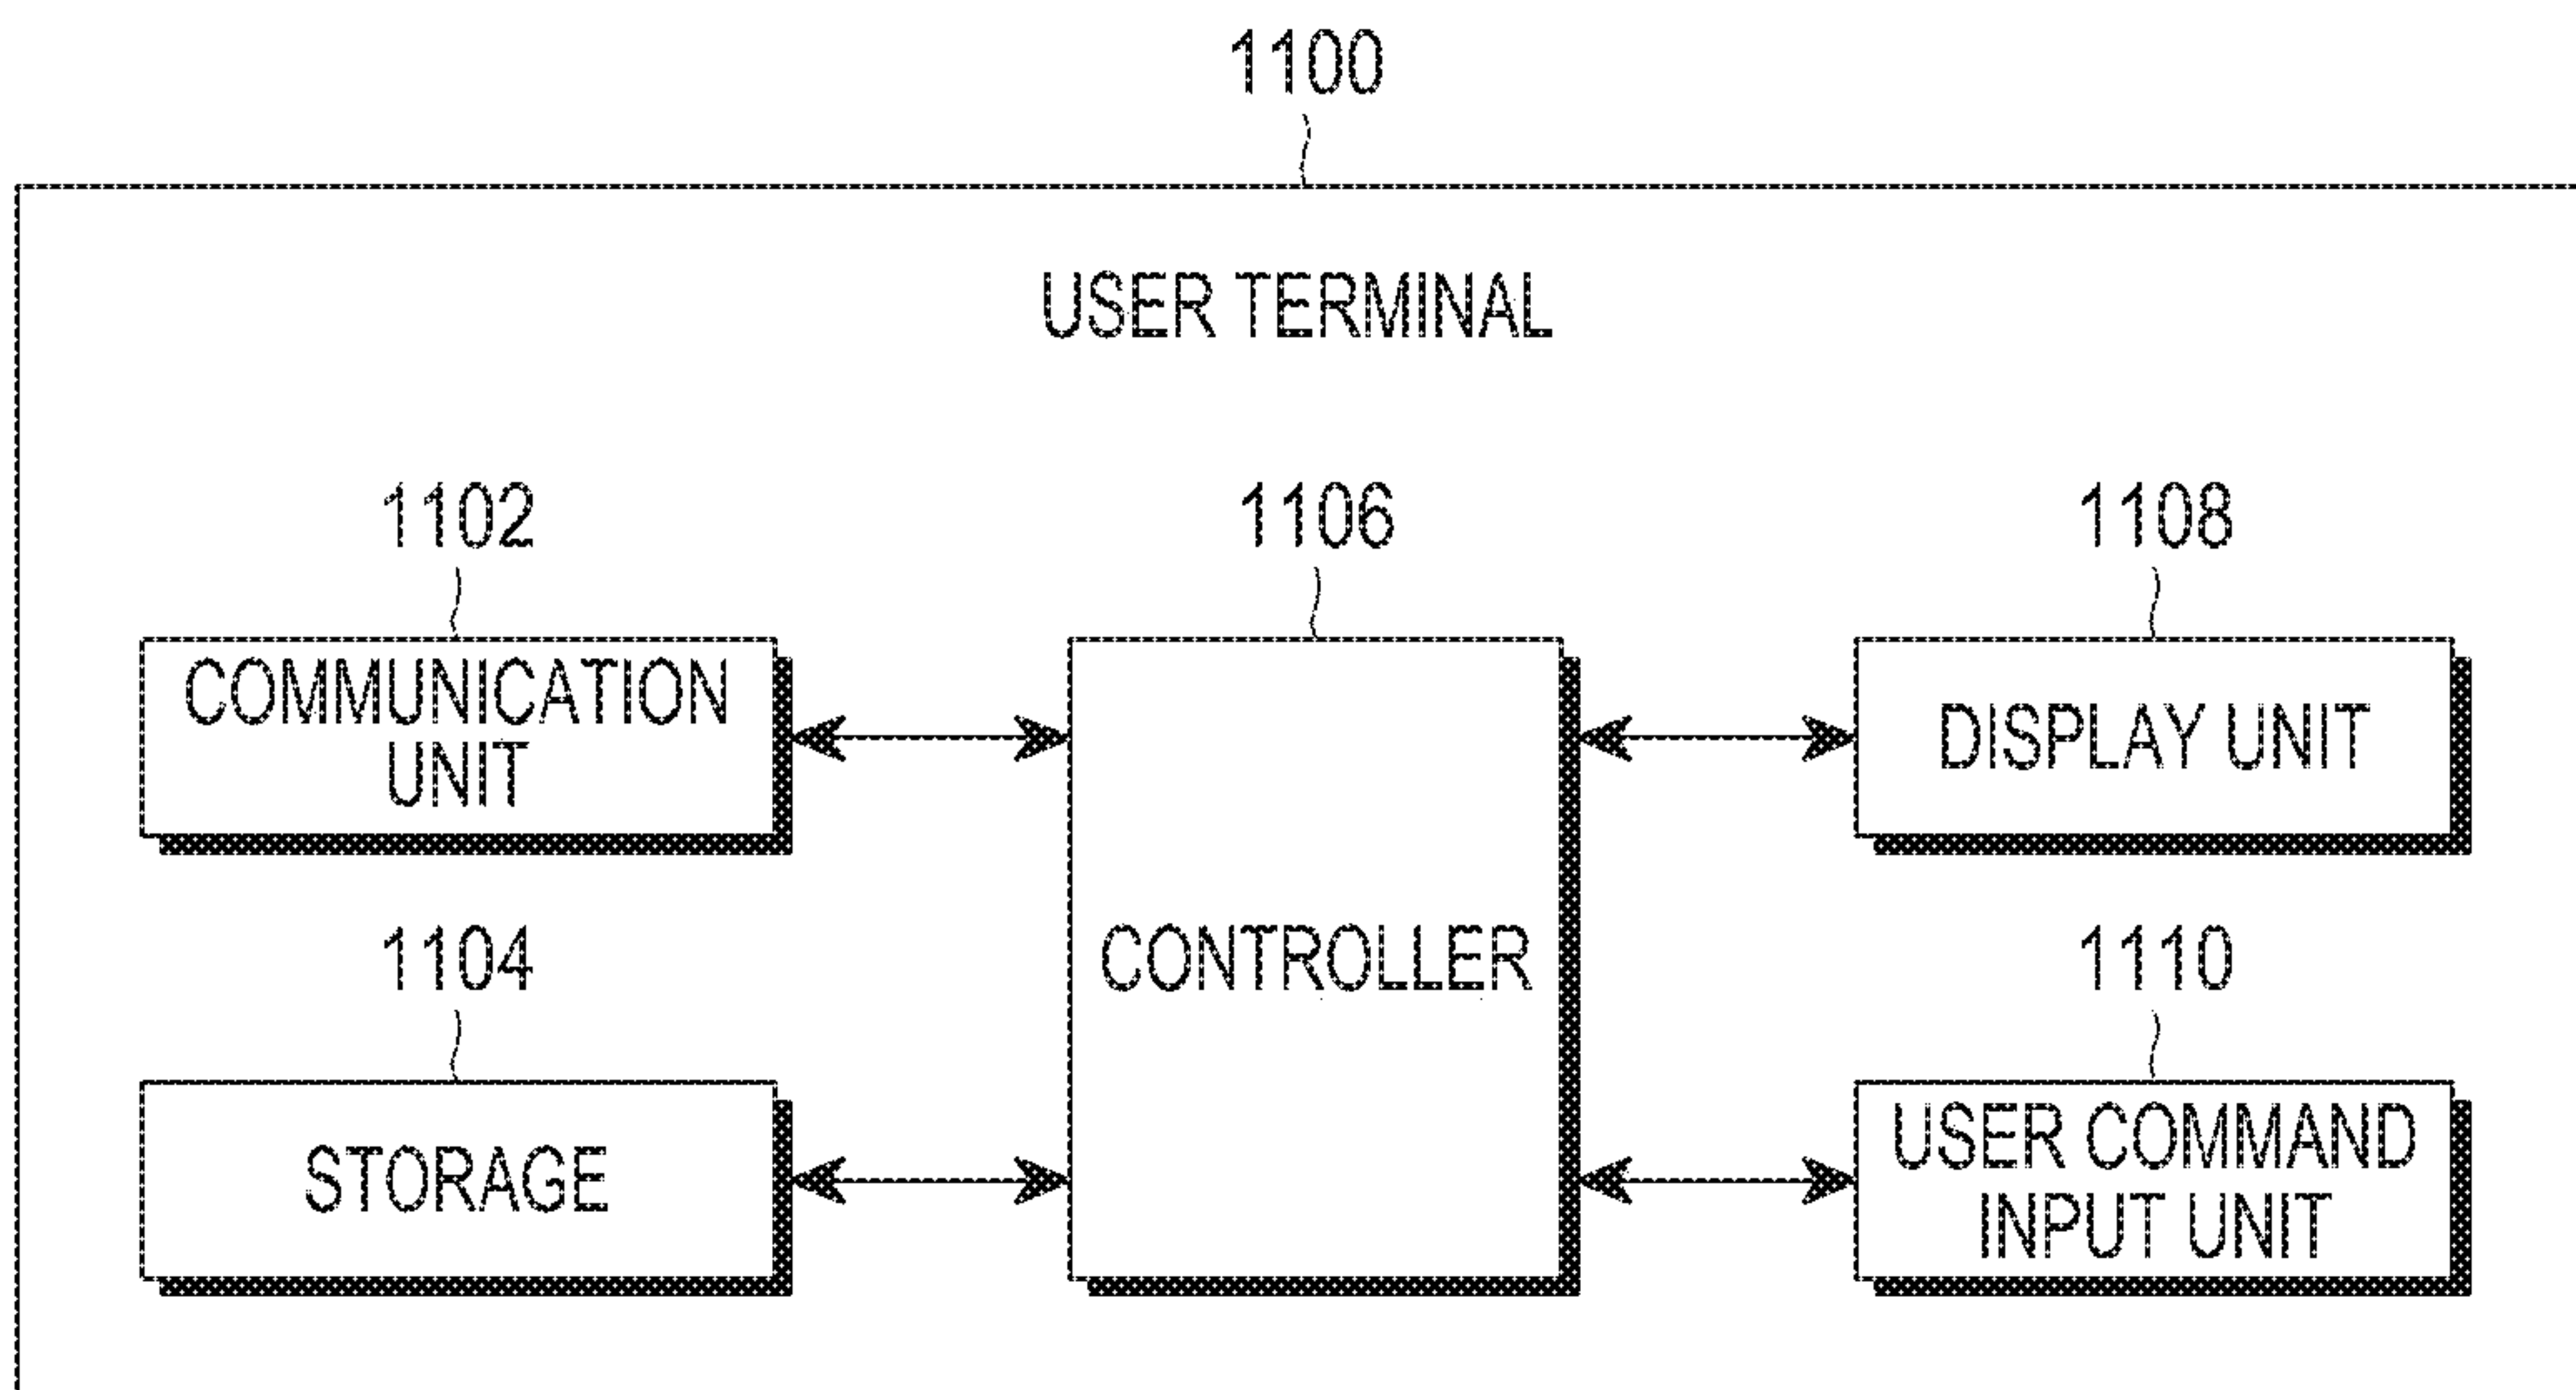 1100
USER TERMINAL
1102
COMMUNICATION
UNIT
1106
CONTROLLER
1108
DISPLAY UNIT
1104
STORAGE
1110
USER COMMAND
INPUT UNIT